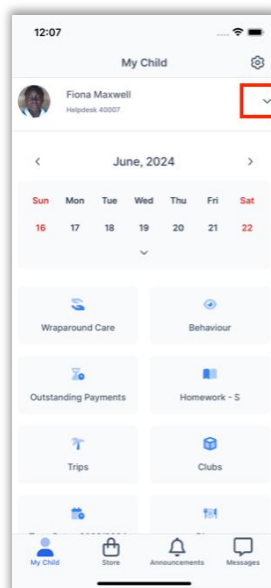 12:07
My Child
Fiona Maxwell
Helpdesk 40007
June, 2024
Sun Mon Tue Wed Thu Fri Sat
16 17 18 19 20 21 22
Wraparound Care Behaviour
Outstanding Payments Homework - S
Trips Clubs
My Child Store Announcements Messages